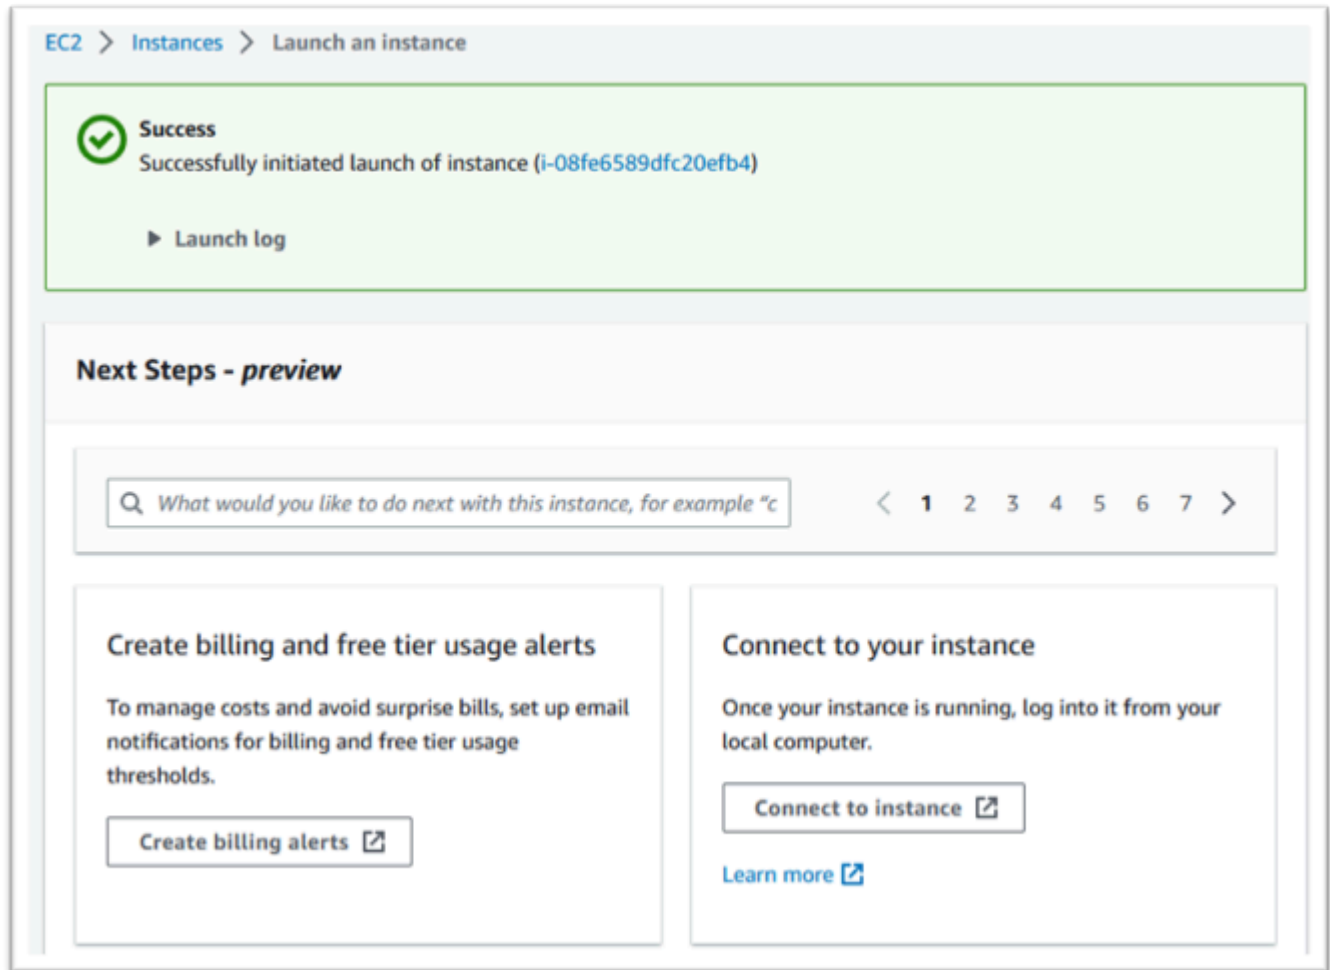 EC2 > Instances > Launch an instance
Success
Successfully initiated launch of instance (i-08fe6589dfc20efb4)
Launch log
Next Steps - preview
What would you like to do next with this instance, for example "c
1 2 3 4 5 6 7
Create billing and free tier usage alerts
To manage costs and avoid surprise bills, set up email
notifications for billing and free tier usage
thresholds.
Create billing alerts
Connect to your instance
Once your instance is running, log into it from your
local computer.
Connect to instance
Learn more